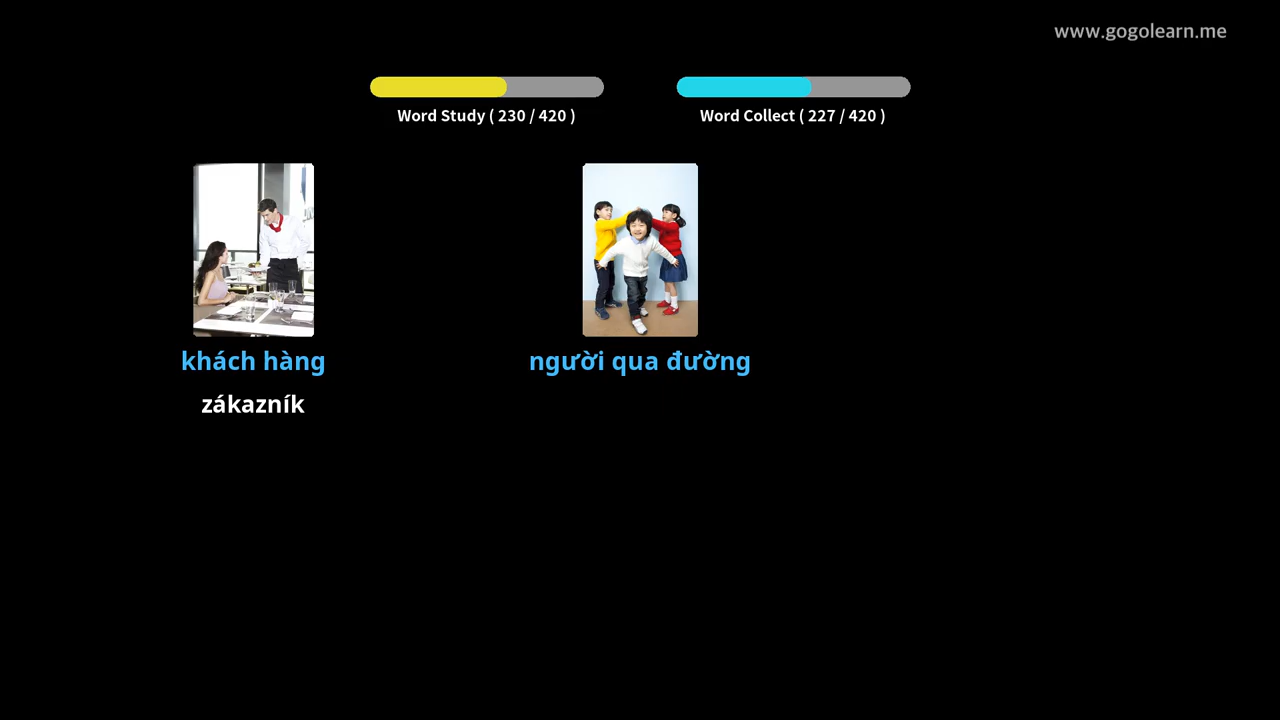 www.gogolearn.me
Word Study ( 230 / 420 )
Word Collect ( 227 / 420 )
khách hàng
người qua đường
zákazník